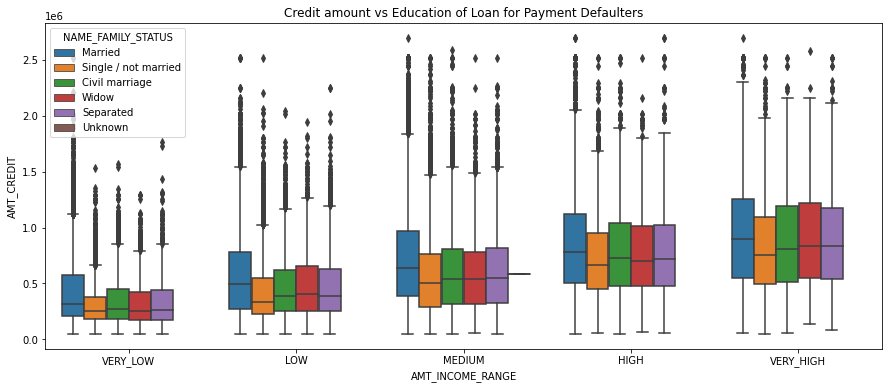 Credit amount vs Education of Loan for Payment Defaulters
1e6
NAME_FAMILY_STATUS
Married
Single / not married
Civil marriage
Widow
Separated
Unknown
2.5
2.0
1.5
1.0
0.5
0.0
AMT_CREDIT
VERY_LOW
LOW
MEDIUM
HIGH
VERY_HIGH
AMT_INCOME_RANGE